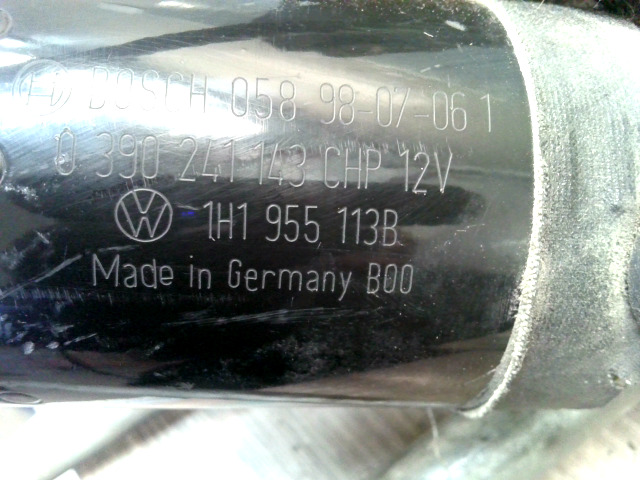 BOSCH 058 98-07-06 1
0 390 241 143 CHP 12V
VW 1H1 955 113B
Made in Germany B00